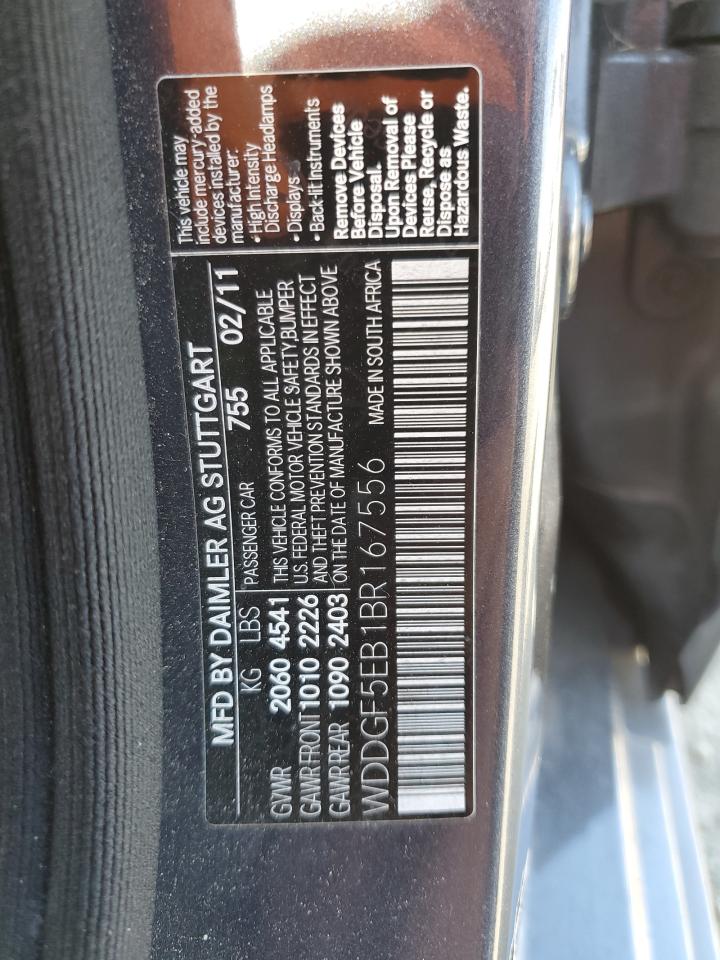 MFD BY DAIMLER AG STUTTGART
755 02/11
KG LBS PASSENGER CAR
GVWR 2060 4541
GAWR FRONT 1010 2226
GAWR REAR 1090 2403
THIS VEHICLE CONFORMS TO ALL APPLICABLE
U.S. FEDERAL MOTOR VEHICLE SAFETY, BUMPER
AND THEFT PREVENTION STANDARDS IN EFFECT
ON THE DATE OF MANUFACTURE SHOWN ABOVE
WDDGF5EB1BR167556 MADE IN SOUTH AFRICA
This vehicle may
include mercury-added
devices installed by the
manufacturer:
• High Intensity
Discharge Headlamps
• Displays
• Back-lit Instruments
Remove Devices
Before Vehicle
Disposal.
Upon Removal of
Devices Please
Reuse, Recycle or
Dispose as
Hazardous Waste.